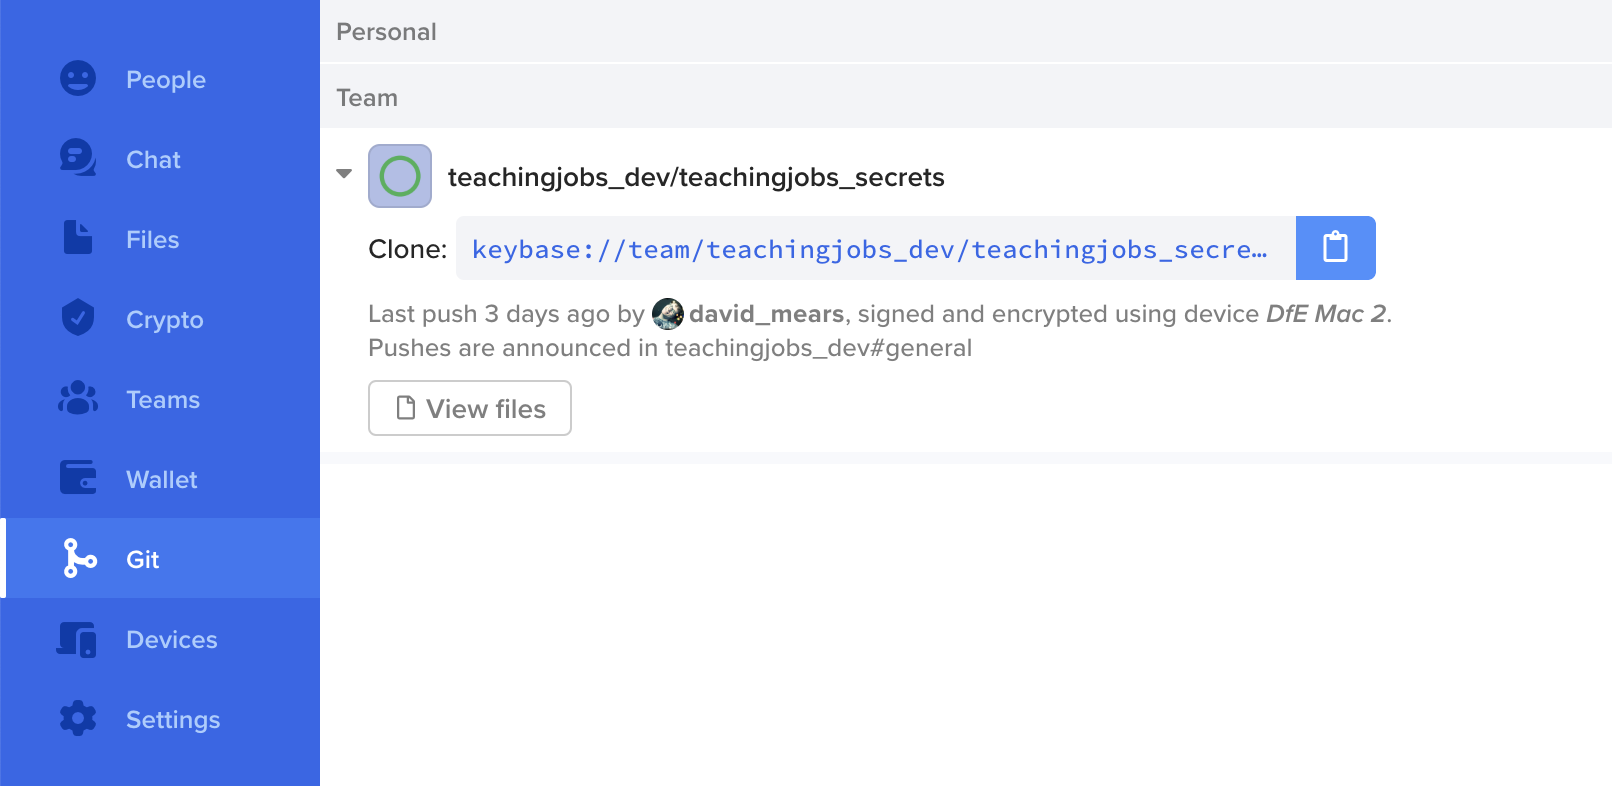 People
Chat
Files
Crypto
Teams
Wallet
Git
Devices
Settings
Personal
Team
teachingjobs_dev/teachingjobs_secrets
Clone: keybase://team/teachingjobs_dev/teachingjobs_secre…
Last push 3 days ago by david_mears, signed and encrypted using device DfE Mac 2.
Pushes are announced in teachingjobs_dev#general
View files